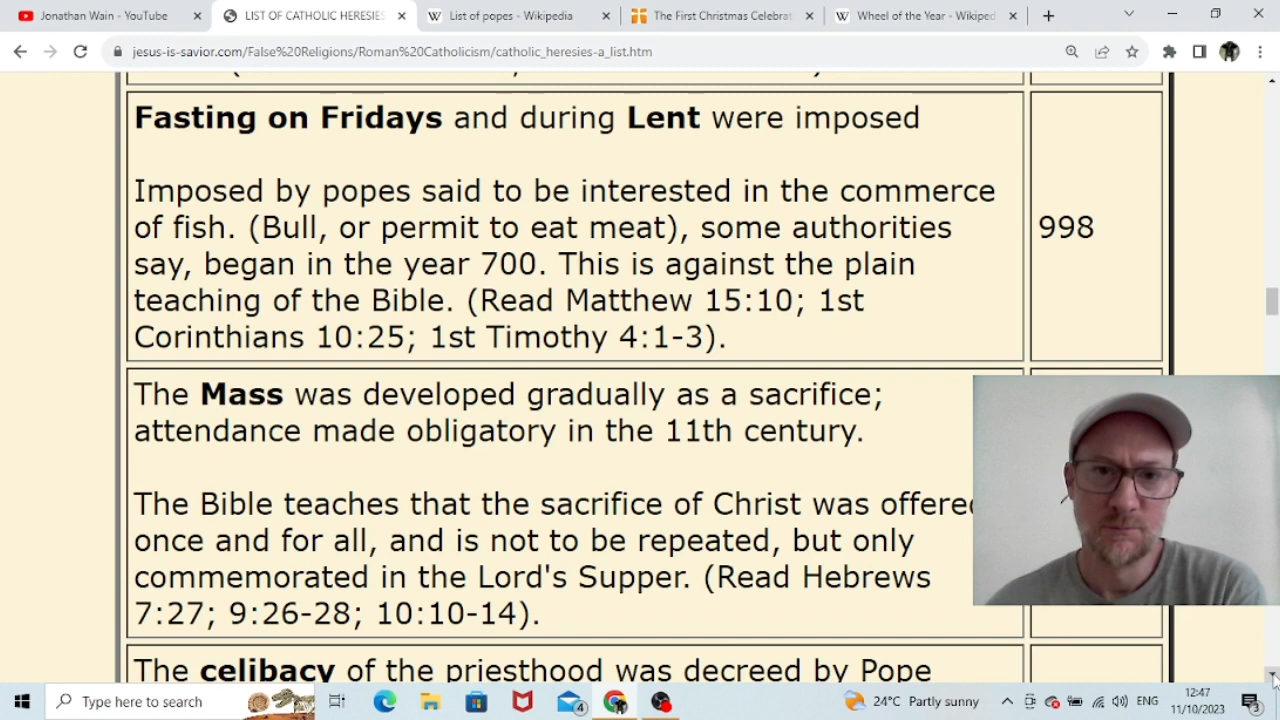 Jonathan Wain - YouTube
LIST OF CATHOLIC HERESIES
List of popes - Wikipedia
The First Christmas Celebrat
Wheel of the Year - Wikiped
jesus-is-savior.com/False%20Religions/Roman%20Catholicism/catholic_heresies-a_list.htm
Fasting on Fridays and during Lent were imposed
Imposed by popes said to be interested in the commerce
of fish. (Bull, or permit to eat meat), some authorities
say, began in the year 700. This is against the plain
teaching of the Bible. (Read Matthew 15:10; 1st
Corinthians 10:25; 1st Timothy 4:1-3).
998
The Mass was developed gradually as a sacrifice;
attendance made obligatory in the 11th century.
The Bible teaches that the sacrifice of Christ was offered
once and for all, and is not to be repeated, but only
commemorated in the Lord's Supper. (Read Hebrews
7:27; 9:26-28; 10:10-14).
The celibacy of the priesthood was decreed by Pope
Type here to search
4
24°C Partly sunny
ENG
12:47
11/10/2023
3